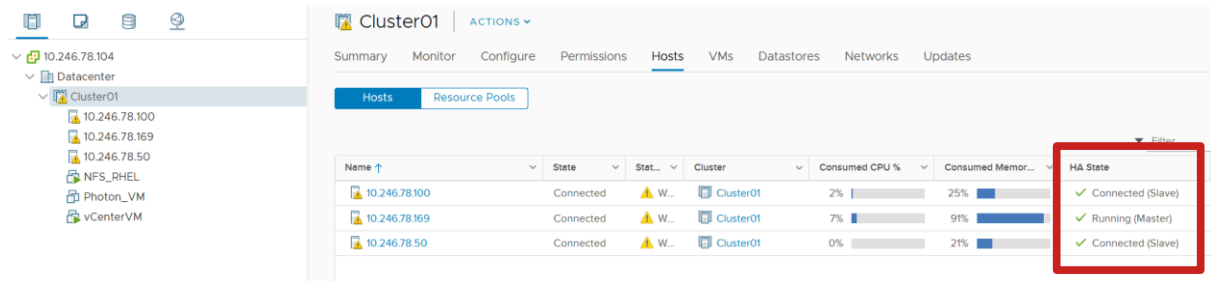 Cluster01 ACTIONS
10.246.78.104
Summary Monitor Configure Permissions Hosts VMs Datastores Networks Updates
Datacenter
Cluster01
Hosts Resource Pools
10.246.78.100
10.246.78.169
Filter
10.246.78.50
NFS_RHEL
Photon_VM
vCenterVM
Name State Stat... Cluster Consumed CPU % Consumed Memor... HA State
10.246.78.100 Connected W... Cluster01 2% 25% Connected (Slave)
10.246.78.169 Connected W... Cluster01 7% 91% Running (Master)
10.246.78.50 Connected W... Cluster01 0% 21% Connected (Slave)